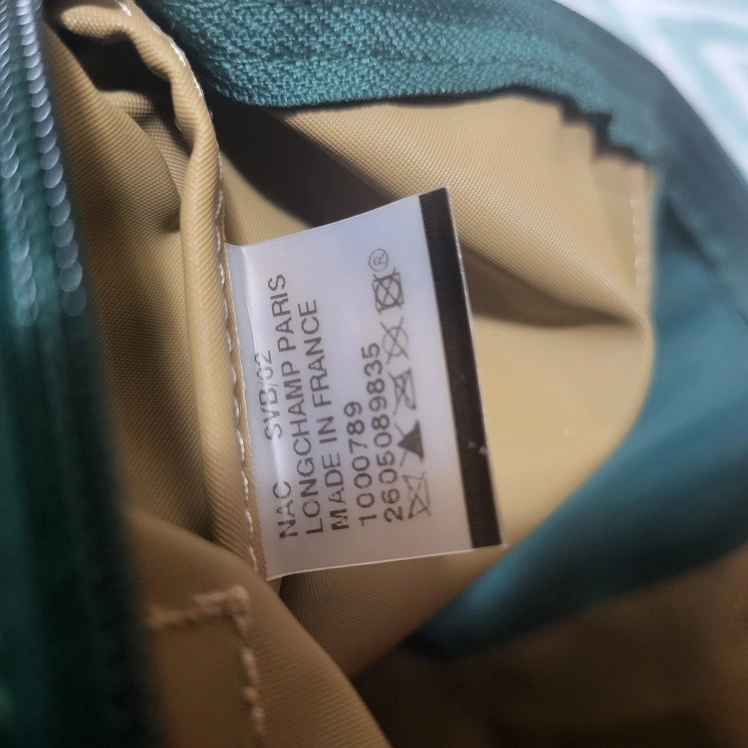 NAC SVB/02
LONGCHAMP PARIS
MADE IN FRANCE
1000789
2605089835
®